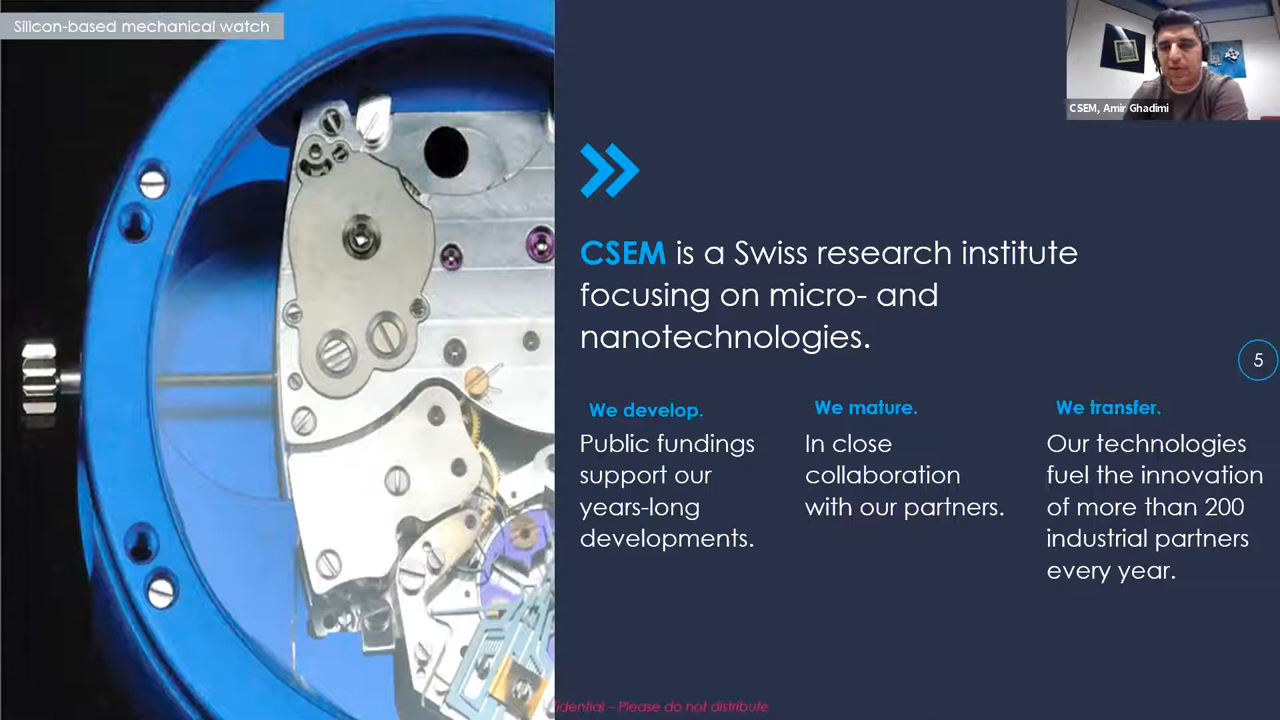 Silicon-based mechanical watch
CSEM, Amir Ghadimi
CSEM is a Swiss research institute
focusing on micro- and
nanotechnologies.
5
We develop.
Public fundings
support our
years-long
developments.
We mature.
In close
collaboration
with our partners.
We transfer.
Our technologies
fuel the innovation
of more than 200
industrial partners
every year.
idential – Please do not distribute